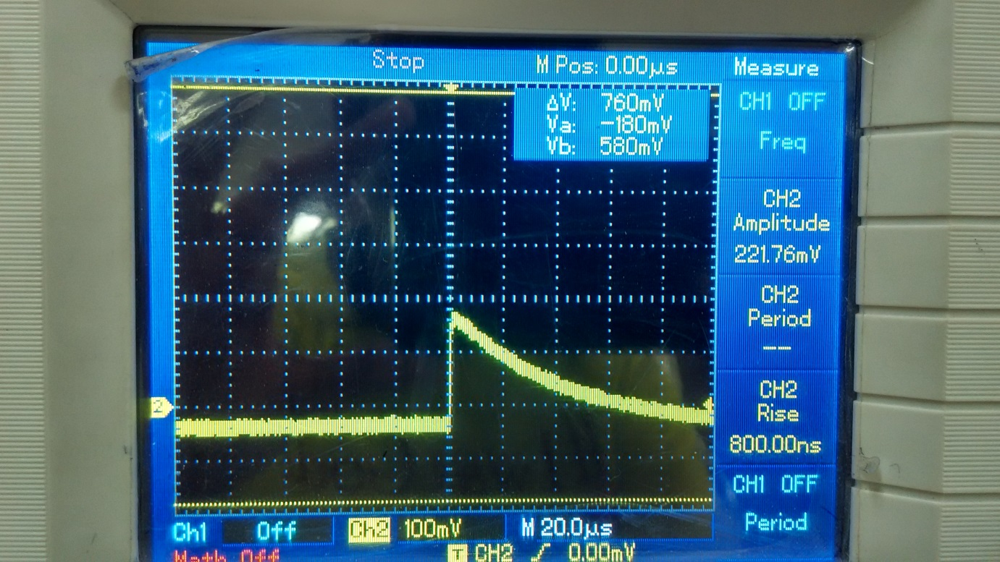 Stop M Pos: 0.00µs Measure
ΔV: 760mV
Va: -180mV
Vb: 580mV
CH1 OFF
Freq
CH2
Amplitude
221.76mV
CH2
Period
--
CH2
Rise
800.00ns
CH1 OFF
Period
2
Ch1 Off Ch2 100mV M 20.0µs
Math Off T CH2 0.00mV